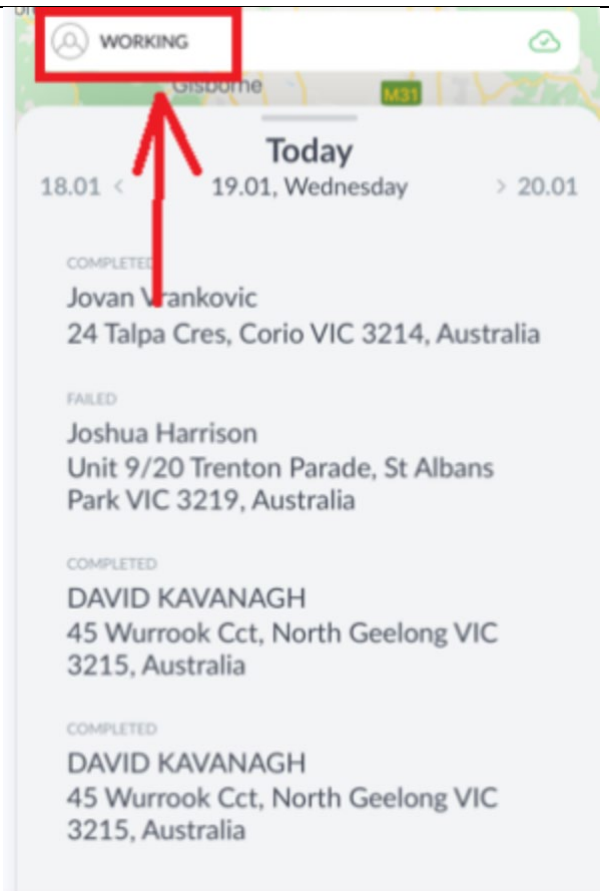 WORKING
Gisborne
M31
Today
18.01 < 19.01, Wednesday > 20.01
COMPLETED
Jovan Vrankovic
24 Talpa Cres, Corio VIC 3214, Australia
FAILED
Joshua Harrison
Unit 9/20 Trenton Parade, St Albans
Park VIC 3219, Australia
COMPLETED
DAVID KAVANAGH
45 Wurrook Cct, North Geelong VIC
3215, Australia
COMPLETED
DAVID KAVANAGH
45 Wurrook Cct, North Geelong VIC
3215, Australia